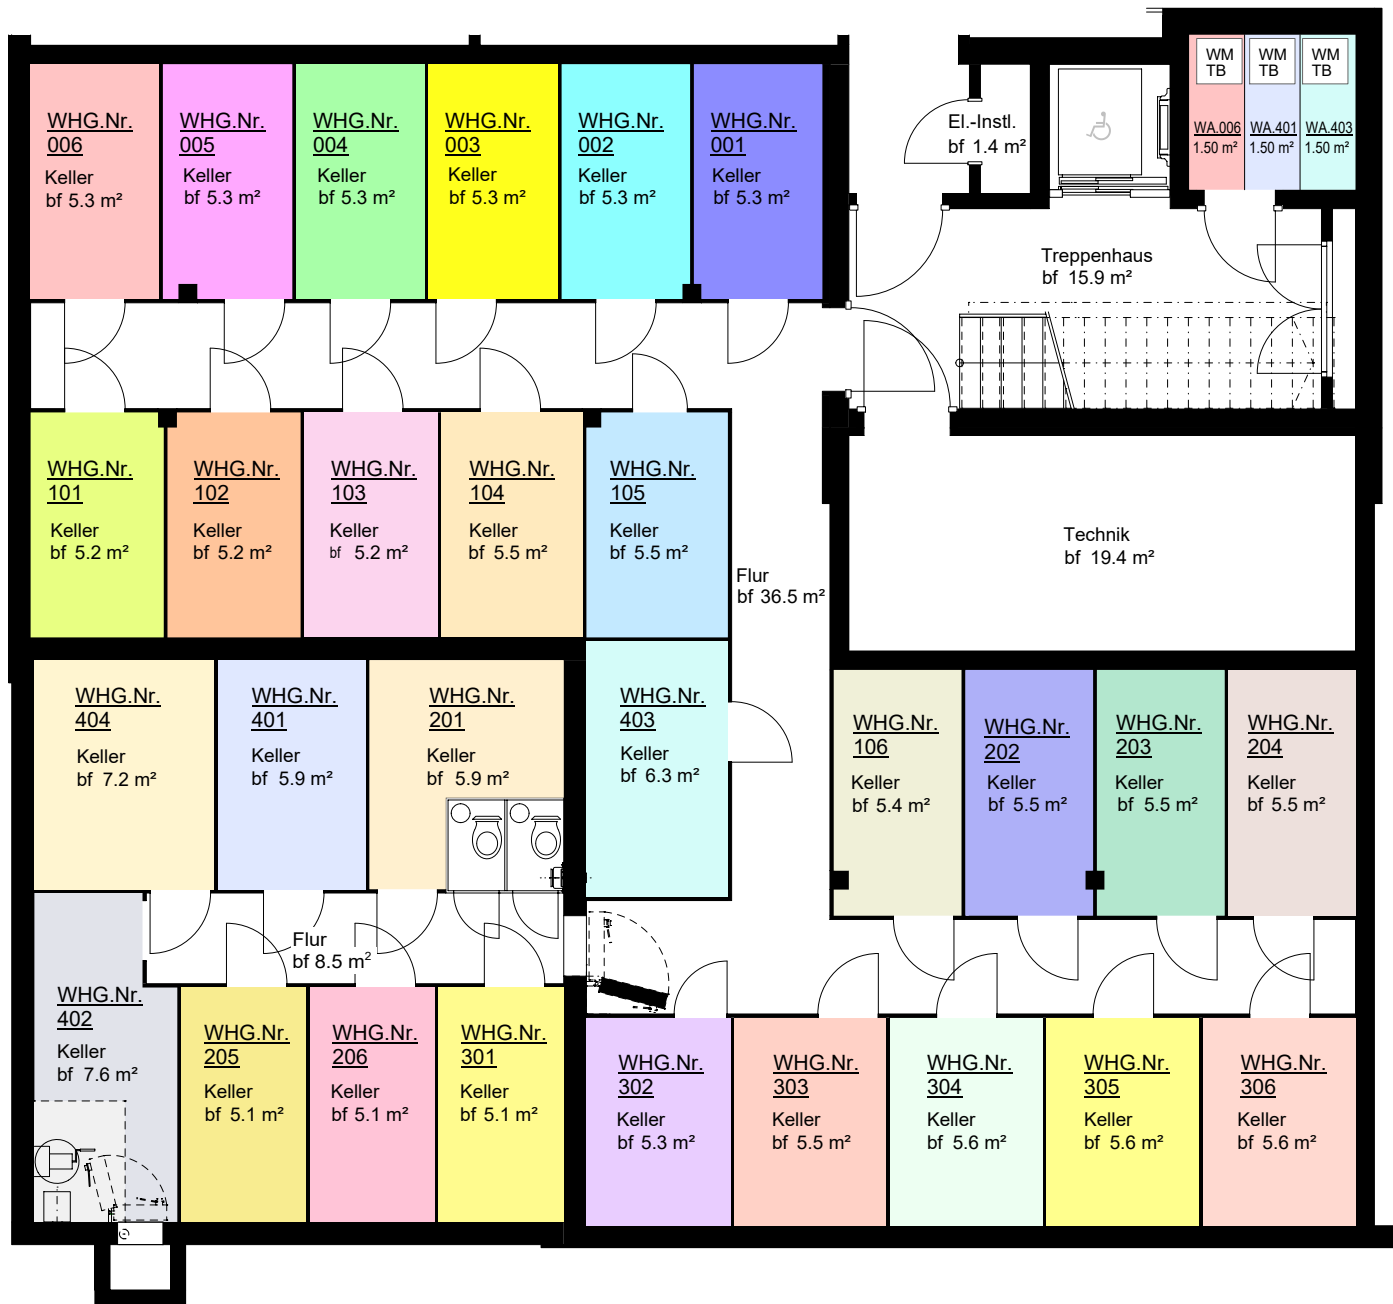 WM
TB
WM
TB
WM
TB
WA.006
1.50 m²
WA.401
1.50 m²
WA.403
1.50 m²
WHG.Nr.
006
Keller
bf 5.3 m²
WHG.Nr.
005
Keller
bf 5.3 m²
WHG.Nr.
004
Keller
bf 5.3 m²
WHG.Nr.
003
Keller
bf 5.3 m²
WHG.Nr.
002
Keller
bf 5.3 m²
WHG.Nr.
001
Keller
bf 5.3 m²
El.-Instl.
bf 1.4 m²
Treppenhaus
bf 15.9 m²
WHG.Nr.
101
Keller
bf 5.2 m²
WHG.Nr.
102
Keller
bf 5.2 m²
WHG.Nr.
103
Keller
bf 5.2 m²
WHG.Nr.
104
Keller
bf 5.5 m²
WHG.Nr.
105
Keller
bf 5.5 m²
Flur
bf 36.5 m²
Technik
bf 19.4 m²
WHG.Nr.
404
Keller
bf 7.2 m²
WHG.Nr.
401
Keller
bf 5.9 m²
WHG.Nr.
201
Keller
bf 5.9 m²
WHG.Nr.
403
Keller
bf 6.3 m²
WHG.Nr.
106
Keller
bf 5.4 m²
WHG.Nr.
202
Keller
bf 5.5 m²
WHG.Nr.
203
Keller
bf 5.5 m²
WHG.Nr.
204
Keller
bf 5.5 m²
Flur
bf 8.5 m²
WHG.Nr.
402
Keller
bf 7.6 m²
WHG.Nr.
205
Keller
bf 5.1 m²
WHG.Nr.
206
Keller
bf 5.1 m²
WHG.Nr.
301
Keller
bf 5.1 m²
WHG.Nr.
302
Keller
bf 5.3 m²
WHG.Nr.
303
Keller
bf 5.5 m²
WHG.Nr.
304
Keller
bf 5.6 m²
WHG.Nr.
305
Keller
bf 5.6 m²
WHG.Nr.
306
Keller
bf 5.6 m²